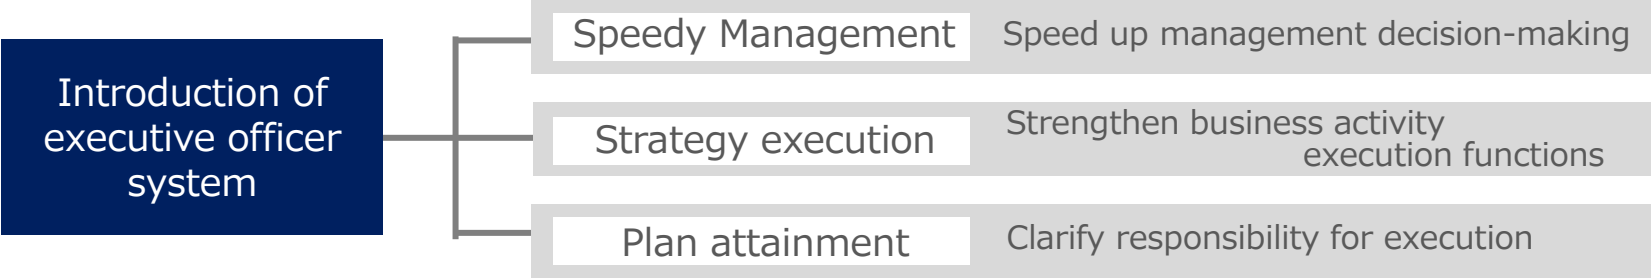 Introduction of
executive officer
system
Speedy Management
Speed up management decision-making
Strategy execution
Strengthen business activity
execution functions
Plan attainment
Clarify responsibility for execution